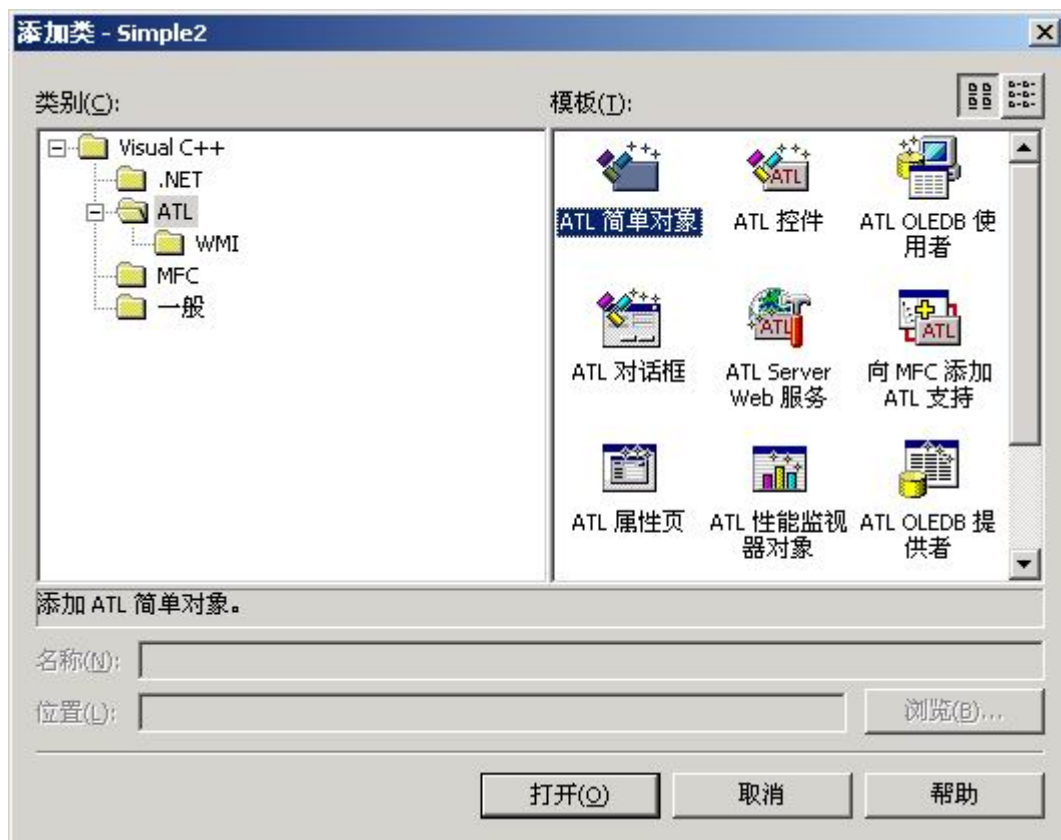 添加类 - Simple2
类别(C):
模板(T):
Visual C++
.NET
ATL
WMI
MFC
一般
ATL 简单对象
ATL 控件
ATL OLEDB 使
用者
ATL 对话框
ATL Server
Web 服务
向 MFC 添加
ATL 支持
ATL 属性页
ATL 性能监视
器对象
ATL OLEDB 提
供者
添加 ATL 简单对象。
名称(N):
位置(L):
浏览(B)...
打开(O)
取消
帮助